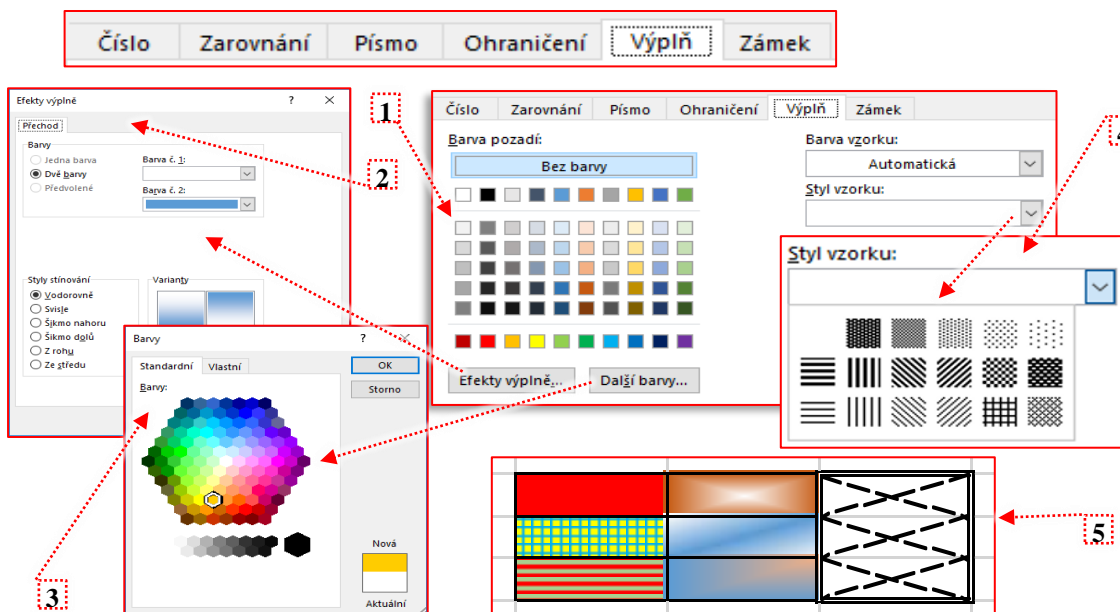 Číslo Zarovnání Písmo Ohraničení Výplň Zámek
Efekty výplně ? ×
Přechod
Barvy
Jedna barva
Dvě barvy
Předvolené
Barva č. 1:
Barva č. 2:
Styly stínování
Vodorovně
Svisle
Šikmo nahoru
Šikmo dolů
Z rohu
Ze středu
Varianty
1
2
Číslo Zarovnání Písmo Ohraničení Výplň Zámek
Barva pozadí:
Bez barvy
Efekty výplně...
Další barvy...
Barva vzorku:
Automatická
Styl vzorku:
4
Styl vzorku:
Barvy ? ×
Standardní Vlastní
OK
Storno
Barvy:
Nová
Aktuální
3
5